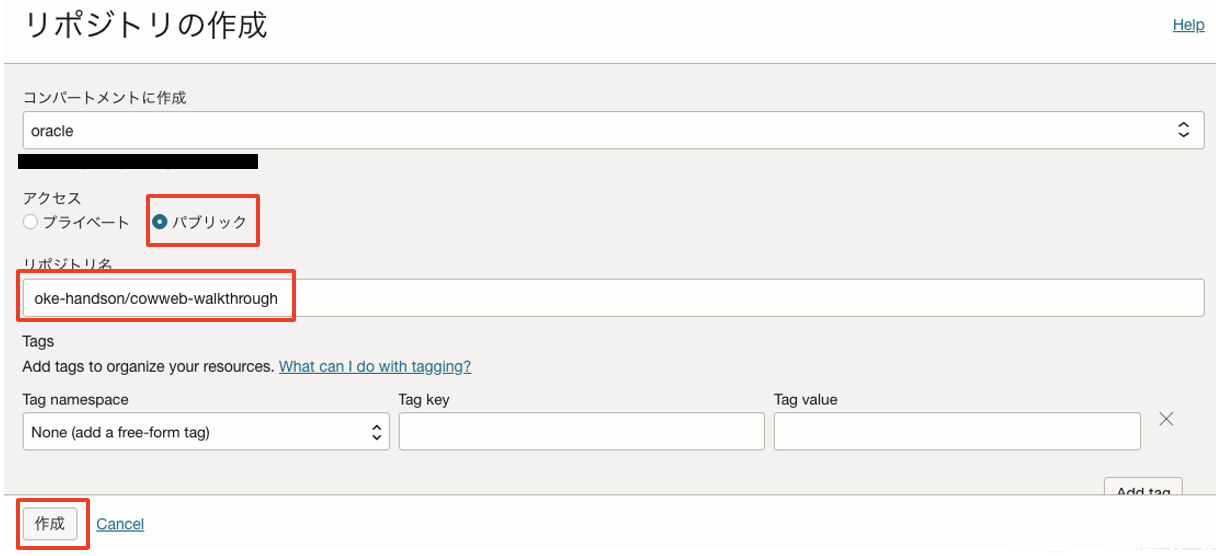 リポジトリの作成
Help
コンパートメントに作成
oracle
アクセス
プライベート パブリック
リポジトリ名
oke-handson/cowweb-walkthrough
Tags
Add tags to organize your resources. What can I do with tagging?
Tag namespace Tag key Tag value
None (add a free-form tag)
Add tag
作成 Cancel